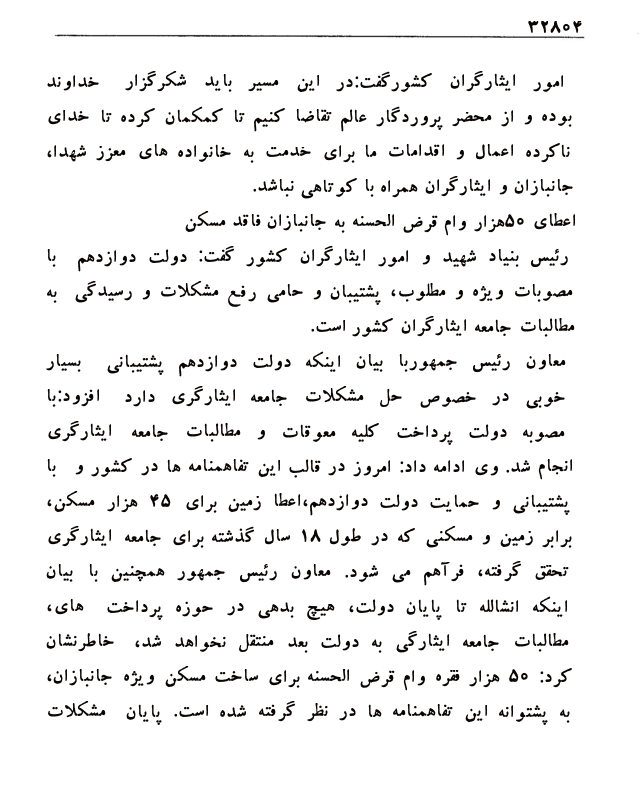 ۳۲۸۰۴
امور ایثارگران کشورگفت:در این مسیر باید شکرگزار خداوند
بوده و از محضر پروردگار عالم تقاضا کنیم تا کمکمان کرده تا خدای
ناکرده اعمال و اقدامات ما برای خدمت به خانواده های معزز شهدا،
جانبازان و ایثارگران همراه با کوتاهی نباشد.
اعطای ۵۰هزار وام قرض الحسنه به جانبازان فاقد مسکن
رئیس بنیاد شهید و امور ایثارگران کشور گفت: دولت دوازدهم با
مصوبات ویژه و مطلوب، پشتیبان و حامی رفع مشکلات و رسیدگی به
مطالبات جامعه ایثارگران کشور است.
معاون رئیس جمهوربا بیان اینکه دولت دوازدهم پشتیبانی بسیار
خوبی در خصوص حل مشکلات جامعه ایثارگری دارد افزود:با
مصوبه دولت پرداخت کلیه معوقات و مطالبات جامعه ایثارگری
انجام شد. وی ادامه داد: امروز در قالب این تفاهمنامه ها در کشور و با
پشتیبانی و حمایت دولت دوازدهم،اعطا زمین برای ۴۵ هزار مسکن،
برابر زمین و مسکنی که در طول ۱۸ سال گذشته برای جامعه ایثارگری
تحقق گرفته، فرآهم می شود. معاون رئیس جمهور همچنین با بیان
اینکه انشالله تا پایان دولت، هیچ بدهی در حوزه پرداخت های،
مطالبات جامعه ایثارگی به دولت بعد منتقل نخواهد شد، خاطرنشان
کرد: ۵۰ هزار فقره وام قرض الحسنه برای ساخت مسکن ویژه جانبازان،
به پشتوانه این تفاهمنامه ها در نظر گرفته شده است. پایان مشکلات